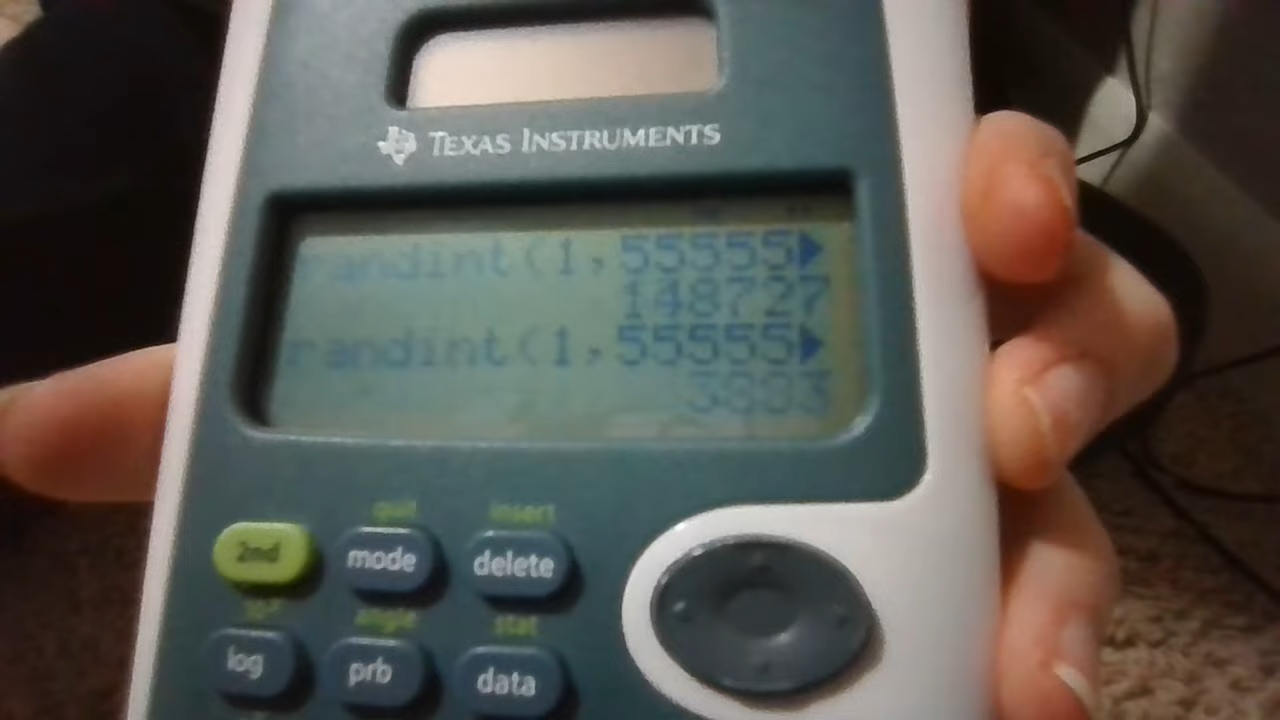 TEXAS INSTRUMENTS
randint(1,55555▶
148727
randint(1,55555▶
3803
quit insert
2nd mode delete
angle stat
log prb data